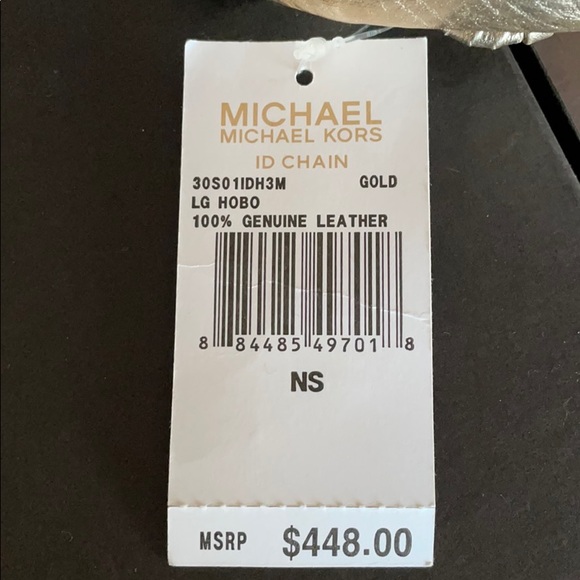 MICHAEL
MICHAEL KORS
ID CHAIN
30S01IDH3M GOLD
LG HOBO
100% GENUINE LEATHER
8 84485 49701 8
NS
MSRP $448.00